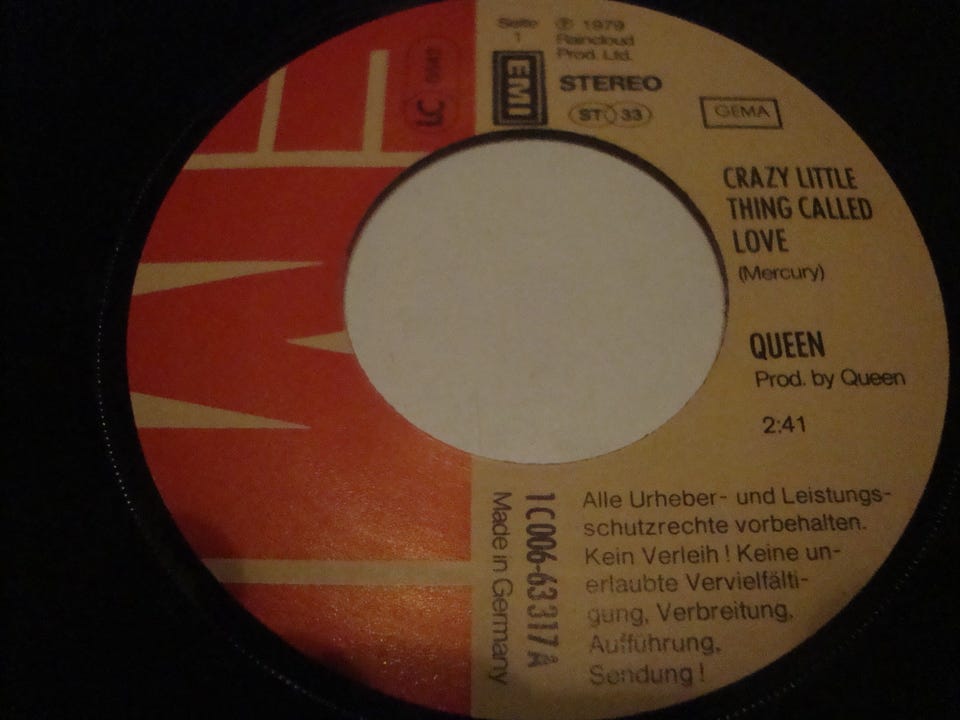 Seite
1
℗ 1979
Raincloud
Prod. Ltd.
EMI
STEREO
ST 33
GEMA
LC
EMI
CRAZY LITTLE
THING CALLED
LOVE
(Mercury)
QUEEN
Prod. by Queen
2:41
1C006-63317A
Made in Germany
Alle Urheber- und Leistungs-
schutzrechte vorbehalten.
Kein Verleih! Keine un-
erlaubte Vervielfälti-
gung, Verbreitung,
Aufführung,
Sendung!